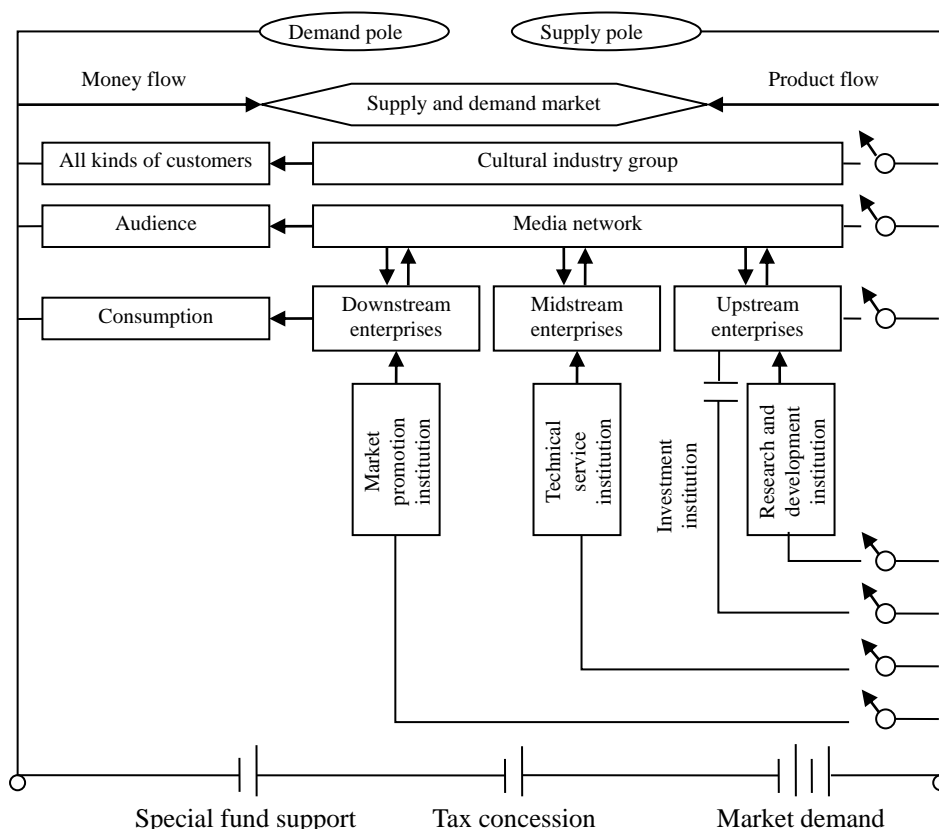 Demand pole
Supply pole
Money flow
Product flow
Supply and demand market
All kinds of customers
Cultural industry group
Audience
Media network
Consumption
Downstream
enterprises
Midstream
enterprises
Upstream
enterprises
Market
promotion
institution
Technical
service
institution
Investment
institution
Research and
development
institution
Special fund support
Tax concession
Market demand